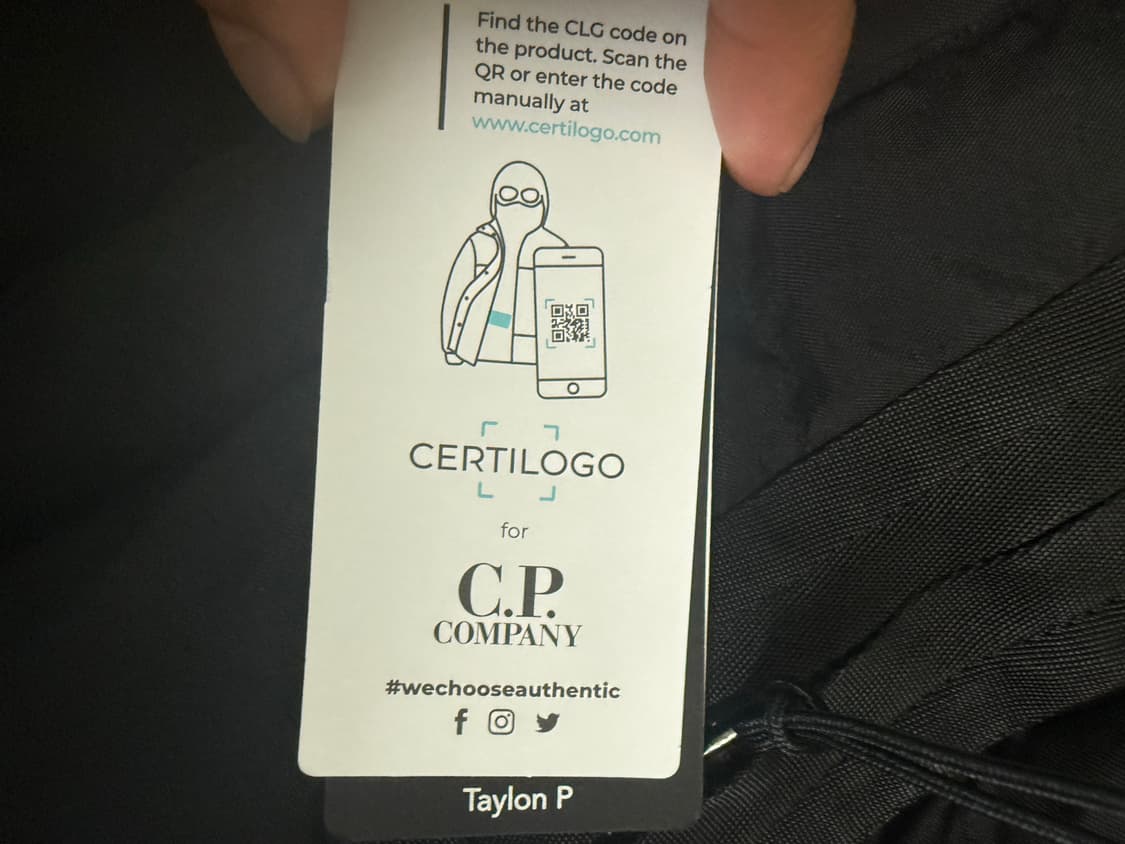 Find the CLG code on
the product. Scan the
QR or enter the code
manually at
www.certilogo.com
CERTILOGO
for
C.P.
COMPANY
#wechooseauthentic
Taylon P